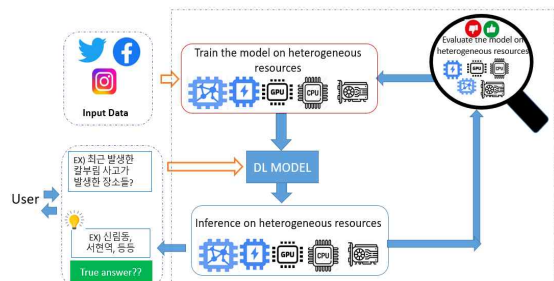 Input Data
Train the model on heterogeneous
resources
GPU
CPU
Evaluate the model on
heterogeneous resources
GPU
CPU
User
EX) 최근 발생한
칼부림 사고가
발생한 장소들?
DL MODEL
EX) 신림동,
서현역, 등등
True answer??
Inference on heterogeneous resources
GPU
CPU